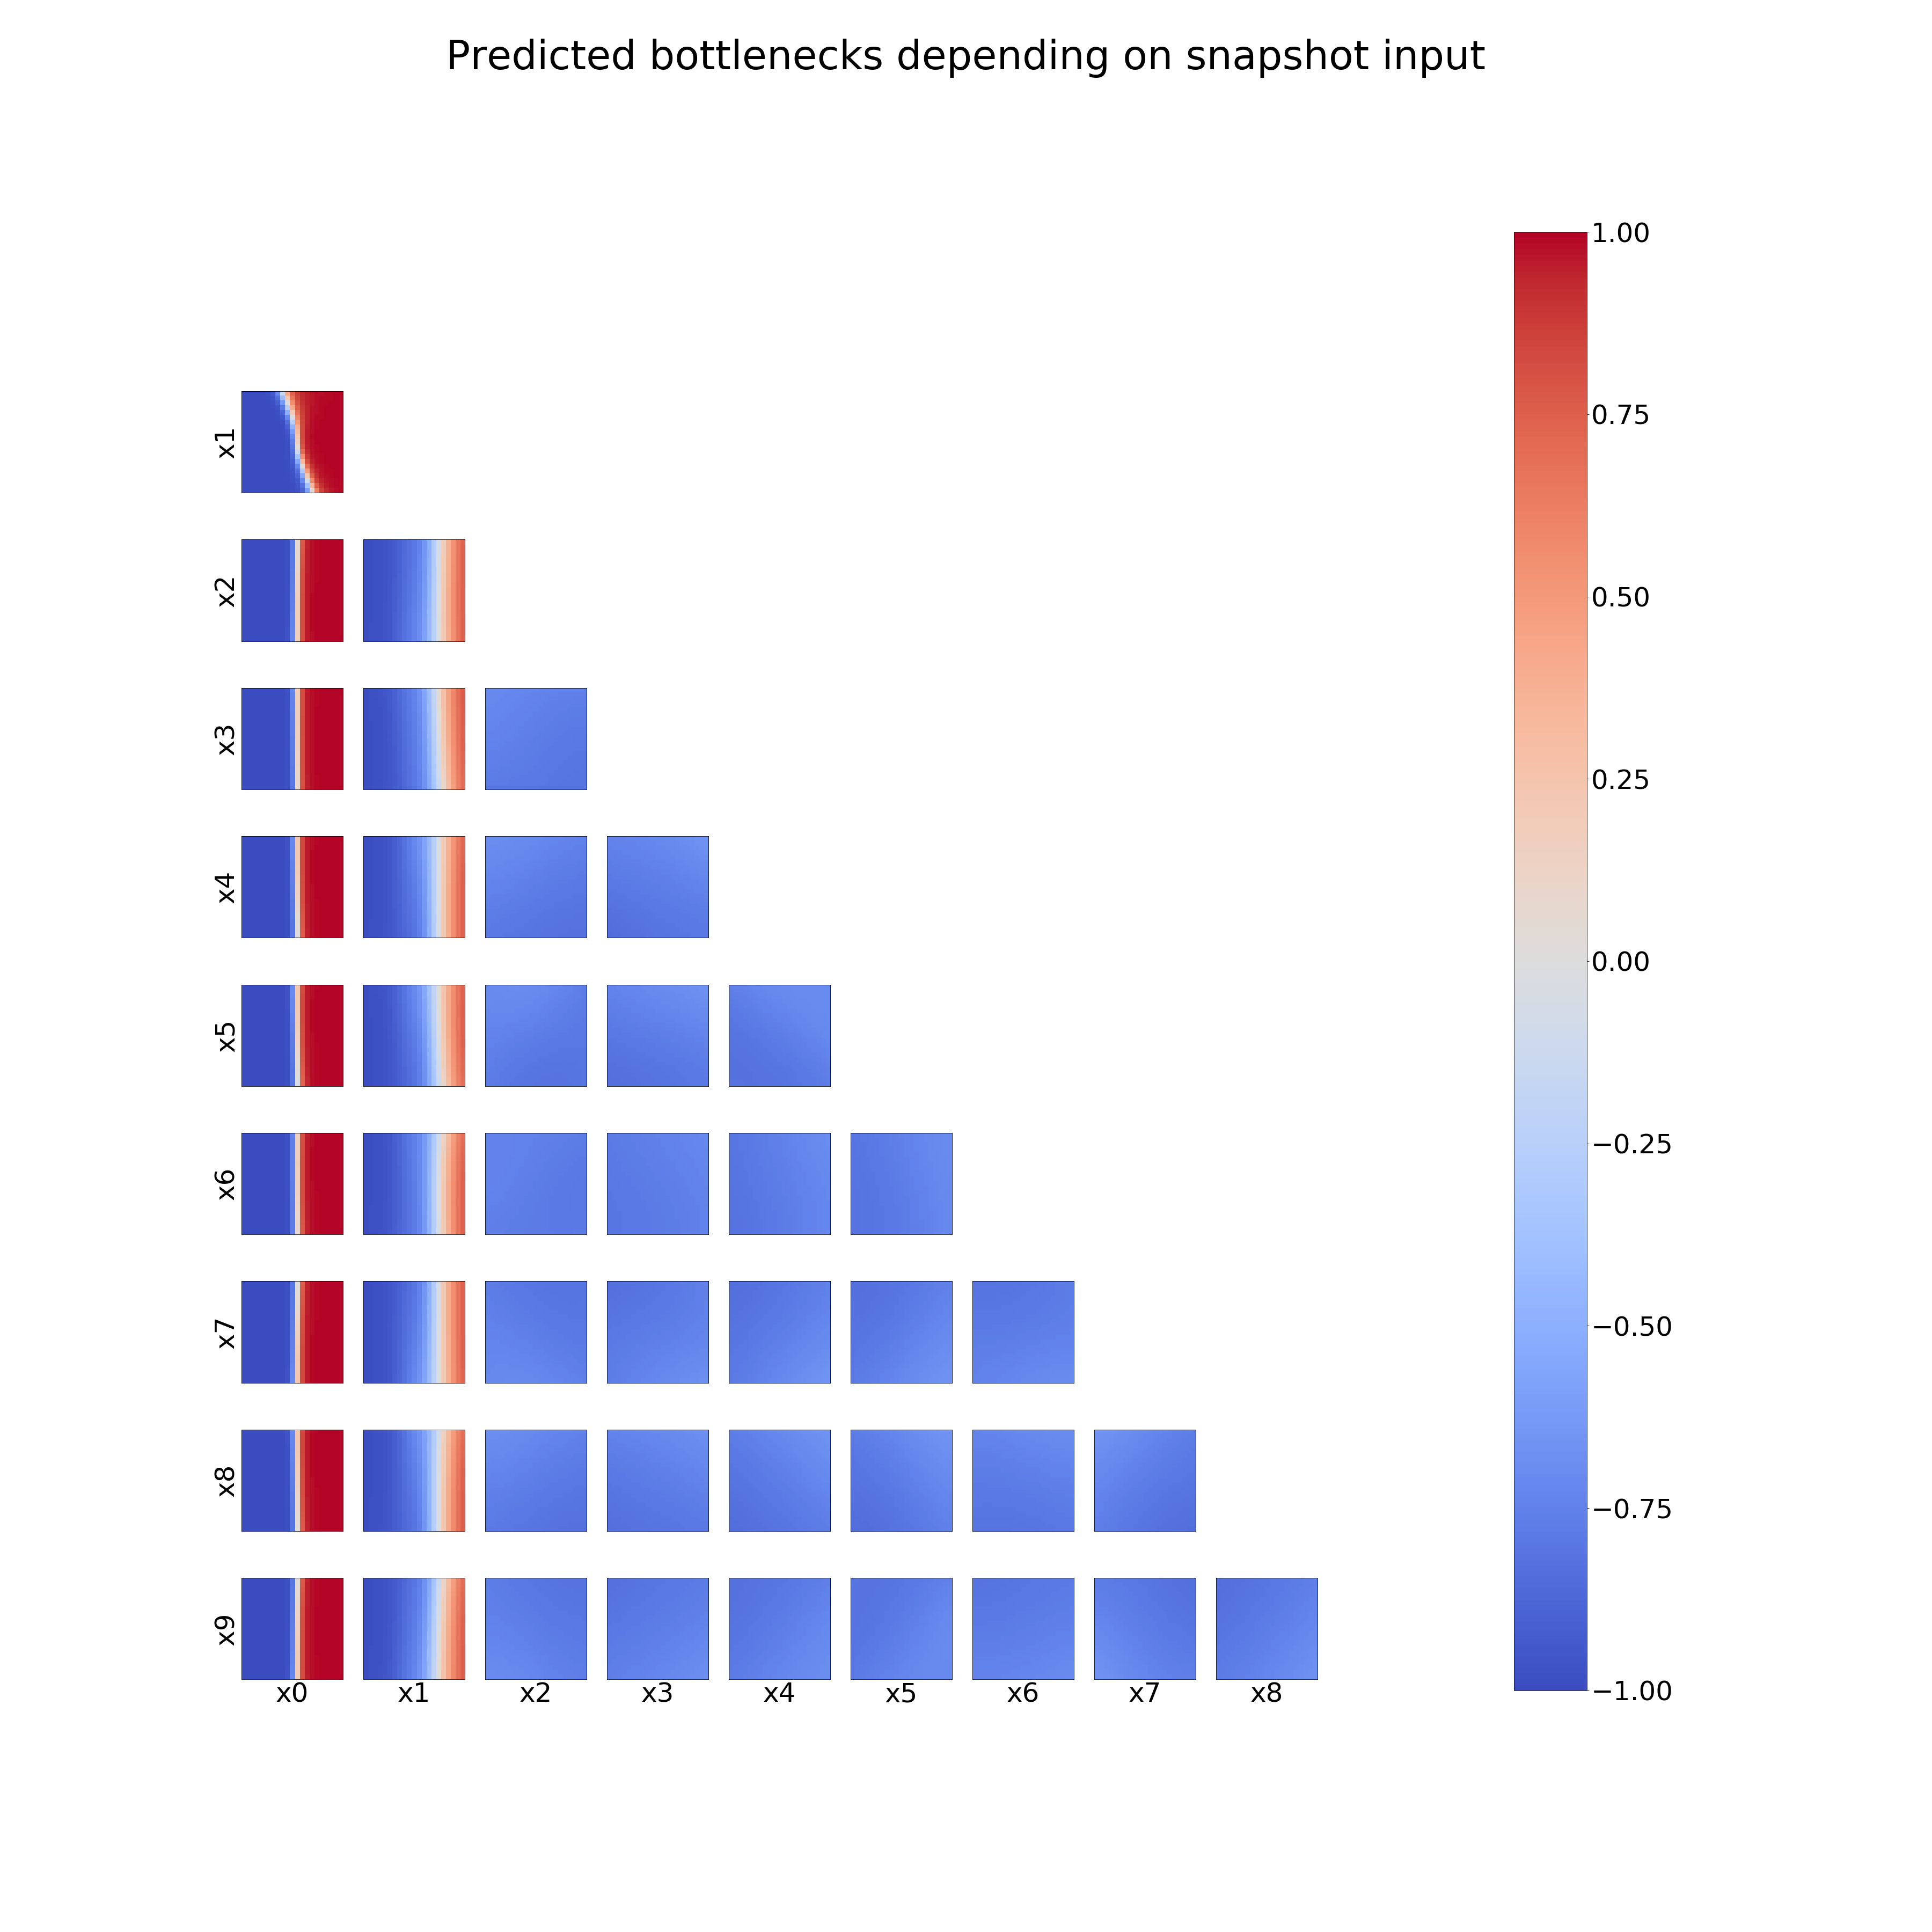 Predicted bottlenecks depending on snapshot input
1.00
0.75
0.50
0.25
0.00
−0.25
−0.50
−0.75
−1.00
x1
x2
x3
x4
x5
x6
x7
x8
x9
x0 x1 x2 x3 x4 x5 x6 x7 x8